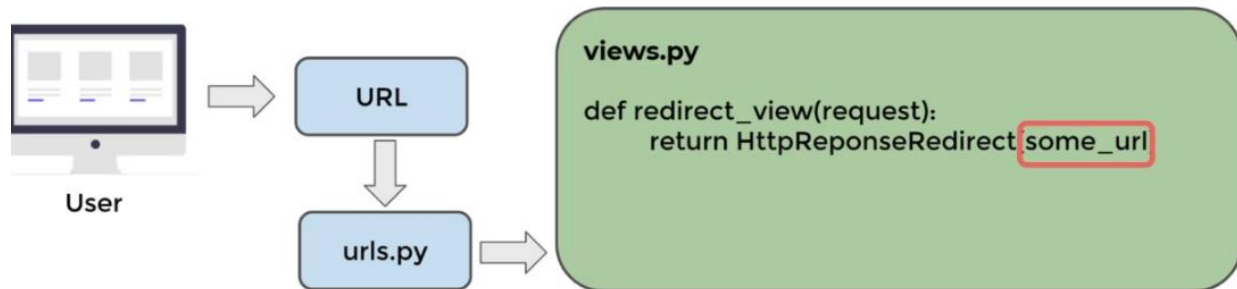 User
URL
urls.py
views.py
def redirect_view(request):
return HttpReponseRedirect(some_url)